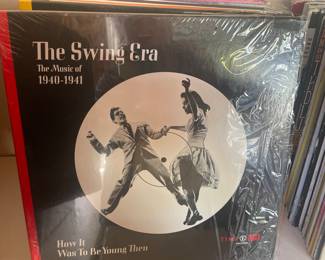 The Swing Era
The Music of
1940-1941
How It
Was To Be Young Then